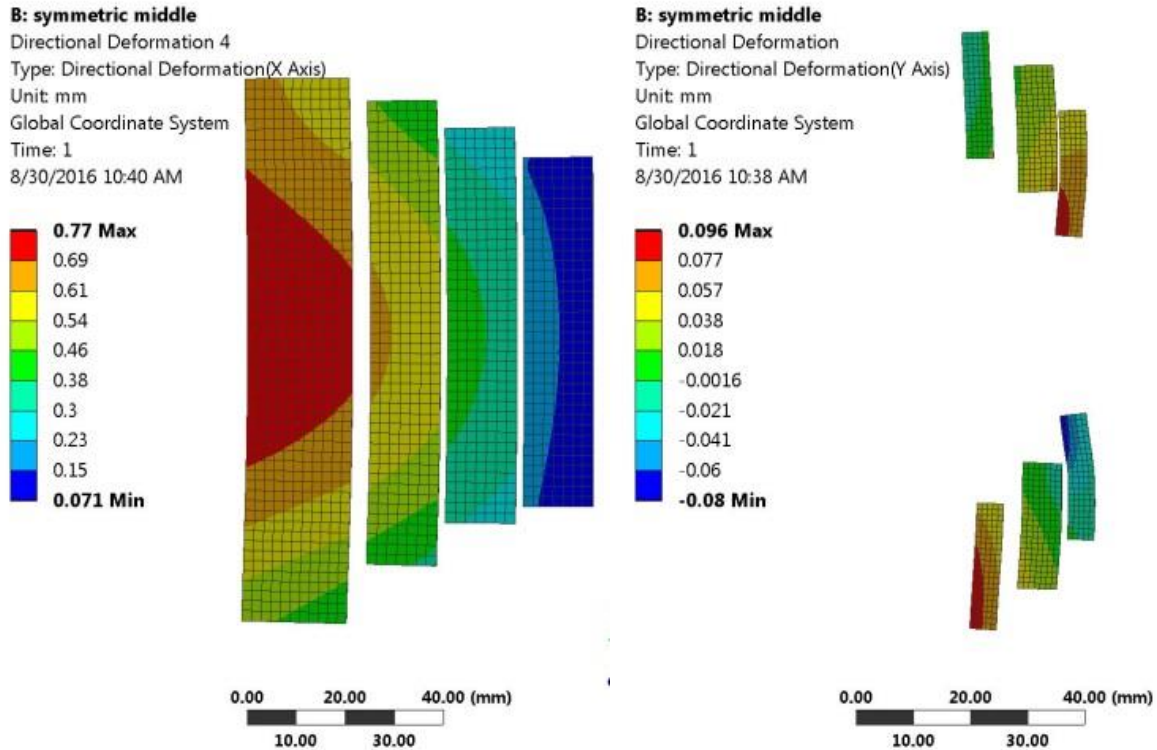 B: symmetric middle
Directional Deformation 4
Type: Directional Deformation(X Axis)
Unit: mm
Global Coordinate System
Time: 1
8/30/2016 10:40 AM
0.77 Max
0.69
0.61
0.54
0.46
0.38
0.3
0.23
0.15
0.071 Min
0.00 20.00 40.00 (mm)
10.00 30.00
B: symmetric middle
Directional Deformation
Type: Directional Deformation(Y Axis)
Unit: mm
Global Coordinate System
Time: 1
8/30/2016 10:38 AM
0.096 Max
0.077
0.057
0.038
0.018
-0.0016
-0.021
-0.041
-0.06
-0.08 Min
0.00 20.00 40.00 (mm)
10.00 30.00